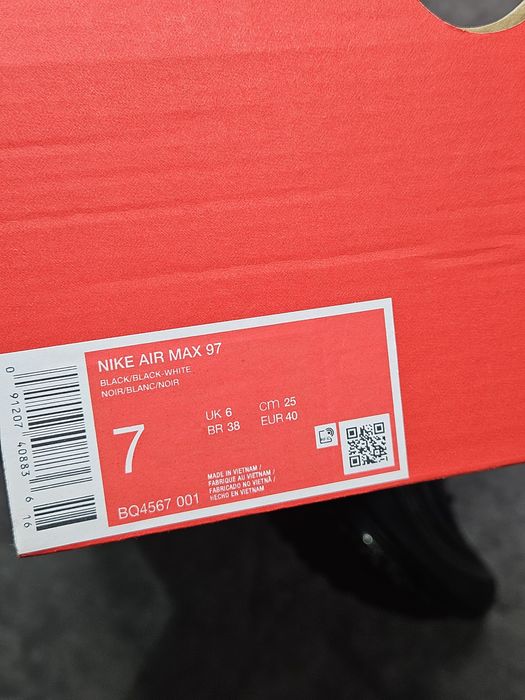 NIKE AIR MAX 97
BLACK/BLACK-WHITE
NOIR/BLANC/NOIR
7
UK 6
cm 25
BR 38
EUR 40
MADE IN VIETNAM /
FABRIQUE AU VIETNAM /
FABRICADO NO VIETNÃ /
HECHO EN VIETNAM
BQ4567 001
0 91207 40883 6 16